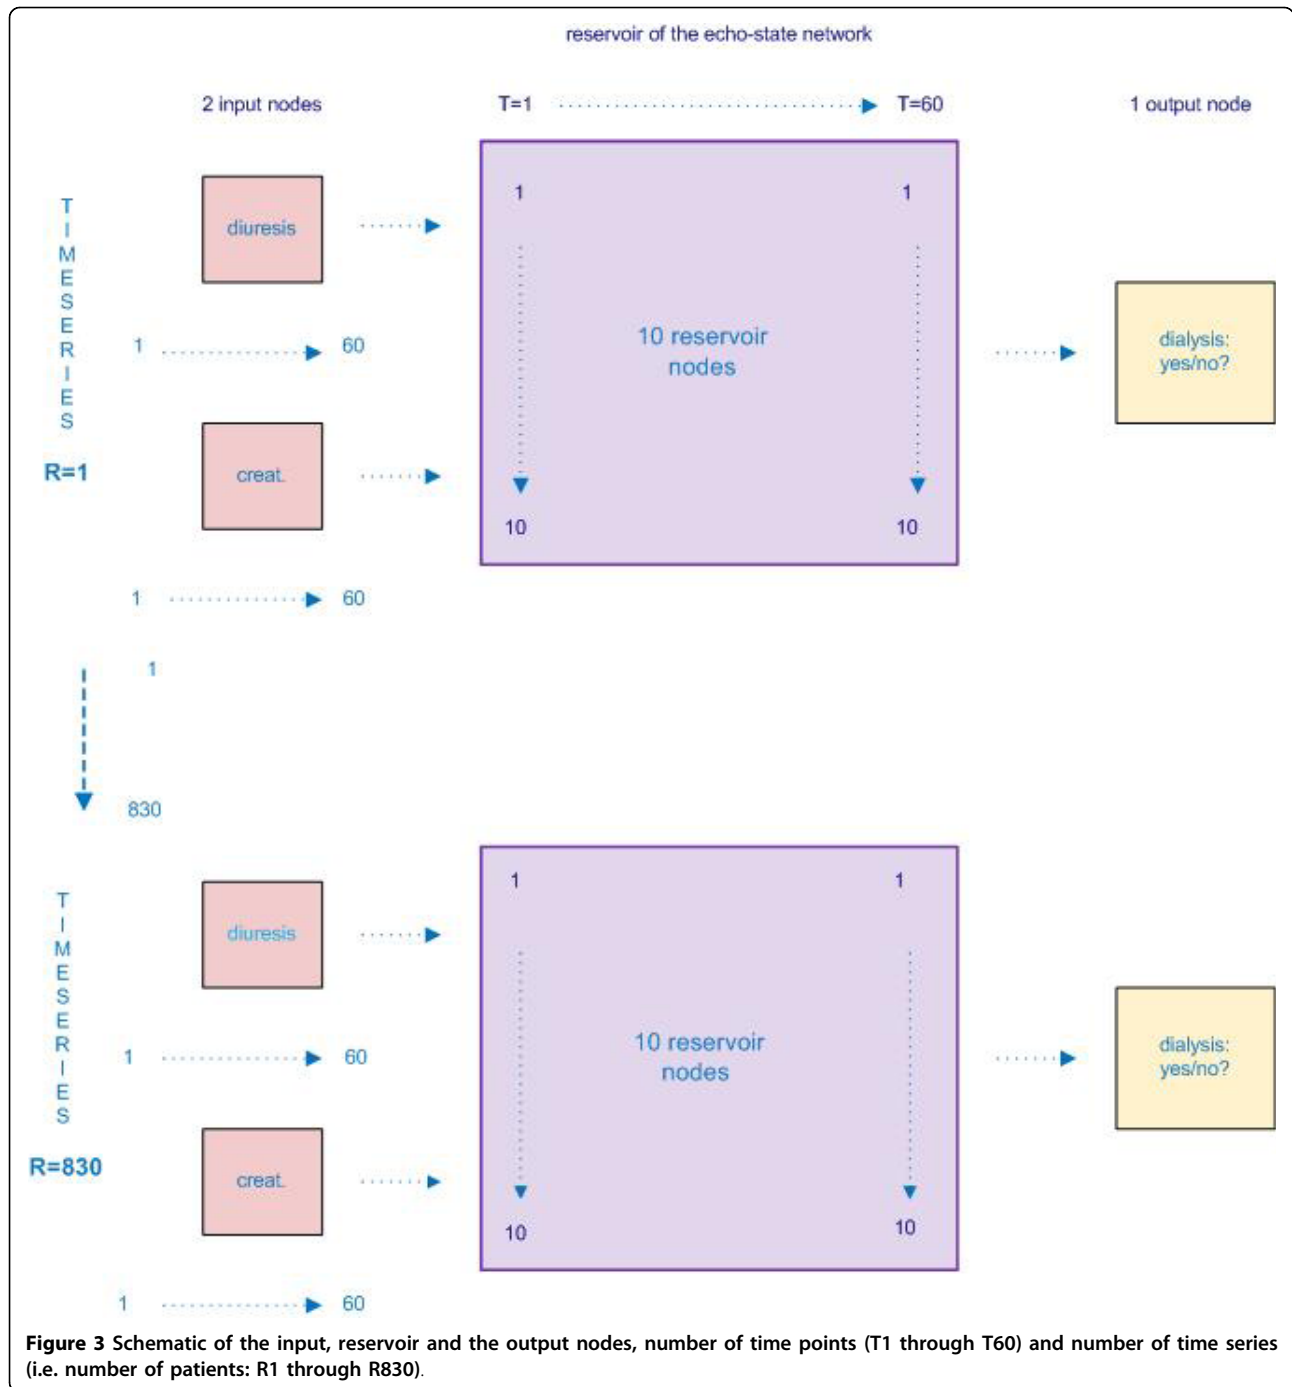 reservoir of the echo-state network
2 input nodes
T=1
T=60
1 output node
TIMESERIES
R=1
diuresis
1
60
creat.
1
60
1
10
10 reservoir
nodes
1
10
dialysis:
yes/no?
1
830
TIMESERIES
R=830
diuresis
1
60
creat.
1
60
1
10
10 reservoir
nodes
1
10
dialysis:
yes/no?
Figure 3 Schematic of the input, reservoir and the output nodes, number of time points (T1 through T60) and number of time series
(i.e. number of patients: R1 through R830).